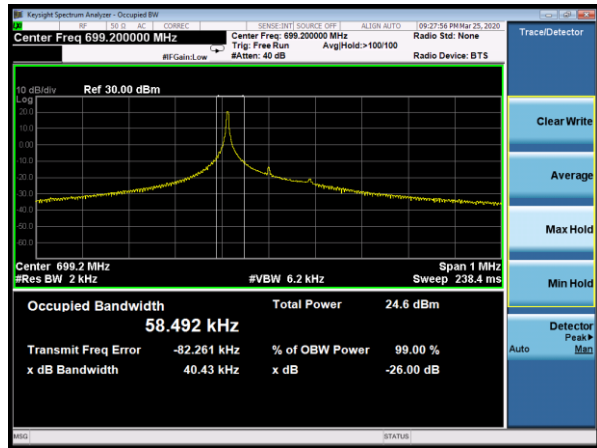 Keysight Spectrum Analyzer - Occupied BW
RF 50 Ω AC CORREC SENSE:INT SOURCE OFF ALIGN AUTO 09:27:56 PM Mar 25, 2020
Center Freq 699.200000 MHz
Center Freq: 699.200000 MHz
Radio Std: None
Trig: Free Run Avg|Hold:>100/100
#IFGain:Low #Atten: 40 dB Radio Device: BTS
10 dB/div Ref 30.00 dBm
Log
20.0
10.0
0.00
-10.0
-20.0
-30.0
-40.0
-50.0
-60.0
Center 699.2 MHz Span 1 MHz
#Res BW 2 kHz #VBW 6.2 kHz Sweep 238.4 ms
Occupied Bandwidth Total Power 24.6 dBm
58.492 kHz
Transmit Freq Error -82.261 kHz % of OBW Power 99.00 %
x dB Bandwidth 40.43 kHz x dB -26.00 dB
MSG STATUS
Trace/Detector
Clear Write
Average
Max Hold
Min Hold
Detector
Peak▶
Auto Man